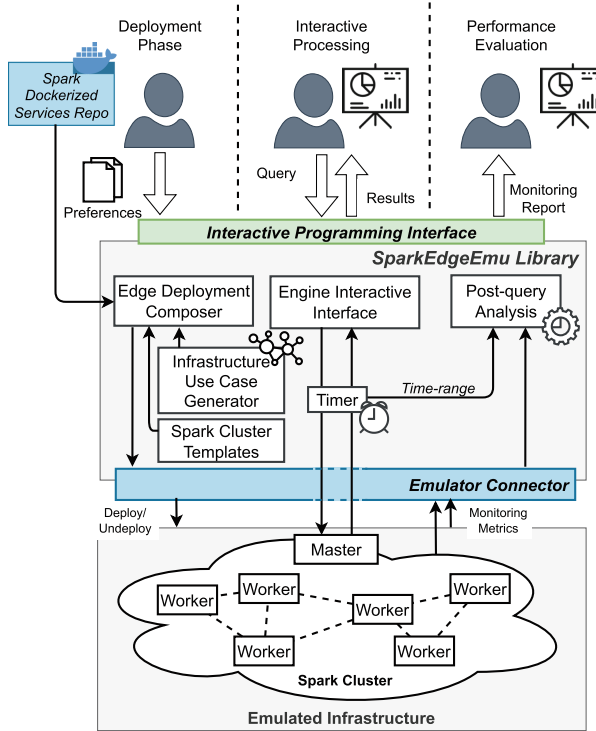 Deployment
Phase
Interactive
Processing
Performance
Evaluation
Spark
Dockerized
Services Repo
Preferences
Query
Results
Monitoring
Report
Interactive Programming Interface
SparkEdgeEmu Library
Edge Deployment
Composer
Engine Interactive
Interface
Post-query
Analysis
Infrastructure
Use Case
Generator
Timer
Time-range
Spark Cluster
Templates
Emulator Connector
Deploy/
Undeploy
Monitoring
Metrics
Master
Worker
Worker
Worker
Worker
Worker
Worker
Spark Cluster
Emulated Infrastructure